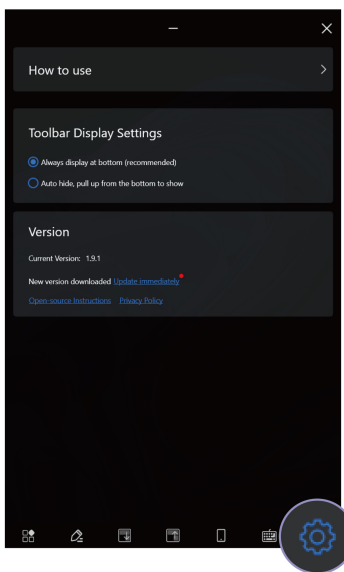 How to use
Toolbar Display Settings
Always display at bottom (recommended)
Auto hide, pull up from the bottom to show
Version
Current Version: 1.9.1
New version downloaded Update immediately
Open-source Instructions Privacy Policy